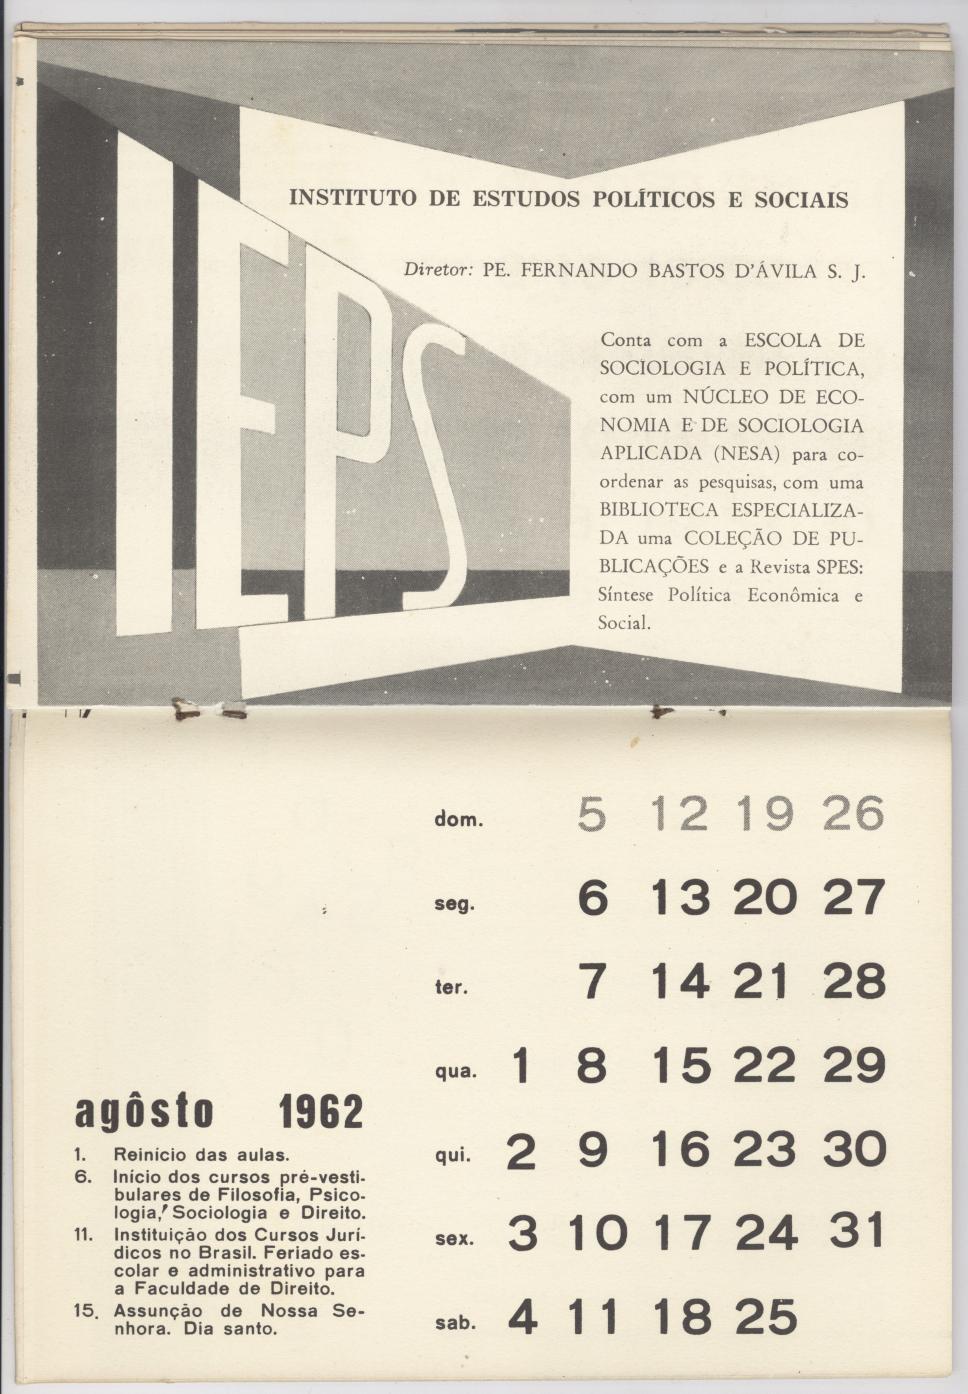 IEPS
INSTITUTO DE ESTUDOS POLÍTICOS E SOCIAIS
Diretor: PE. FERNANDO BASTOS D'ÁVILA S. J.
Conta com a ESCOLA DE
SOCIOLOGIA E POLÍTICA,
com um NÚCLEO DE ECO-
NOMIA E DE SOCIOLOGIA
APLICADA (NESA) para co-
ordenar as pesquisas, com uma
BIBLIOTECA ESPECIALIZA-
DA uma COLEÇÃO DE PU-
BLICAÇÕES e a Revista SPES:
Síntese Política Econômica e
Social.
dom. 5 12 19 26
seg. 6 13 20 27
ter. 7 14 21 28
qua. 1 8 15 22 29
qui. 2 9 16 23 30
sex. 3 10 17 24 31
sab. 4 11 18 25
agôsto 1962
1. Reinício das aulas.
6. Início dos cursos pré-vesti-
bulares de Filosofia, Psico-
logia, Sociologia e Direito.
11. Instituição dos Cursos Jurí-
dicos no Brasil. Feriado es-
colar e administrativo para
a Faculdade de Direito.
15. Assunção de Nossa Se-
nhora. Dia santo.